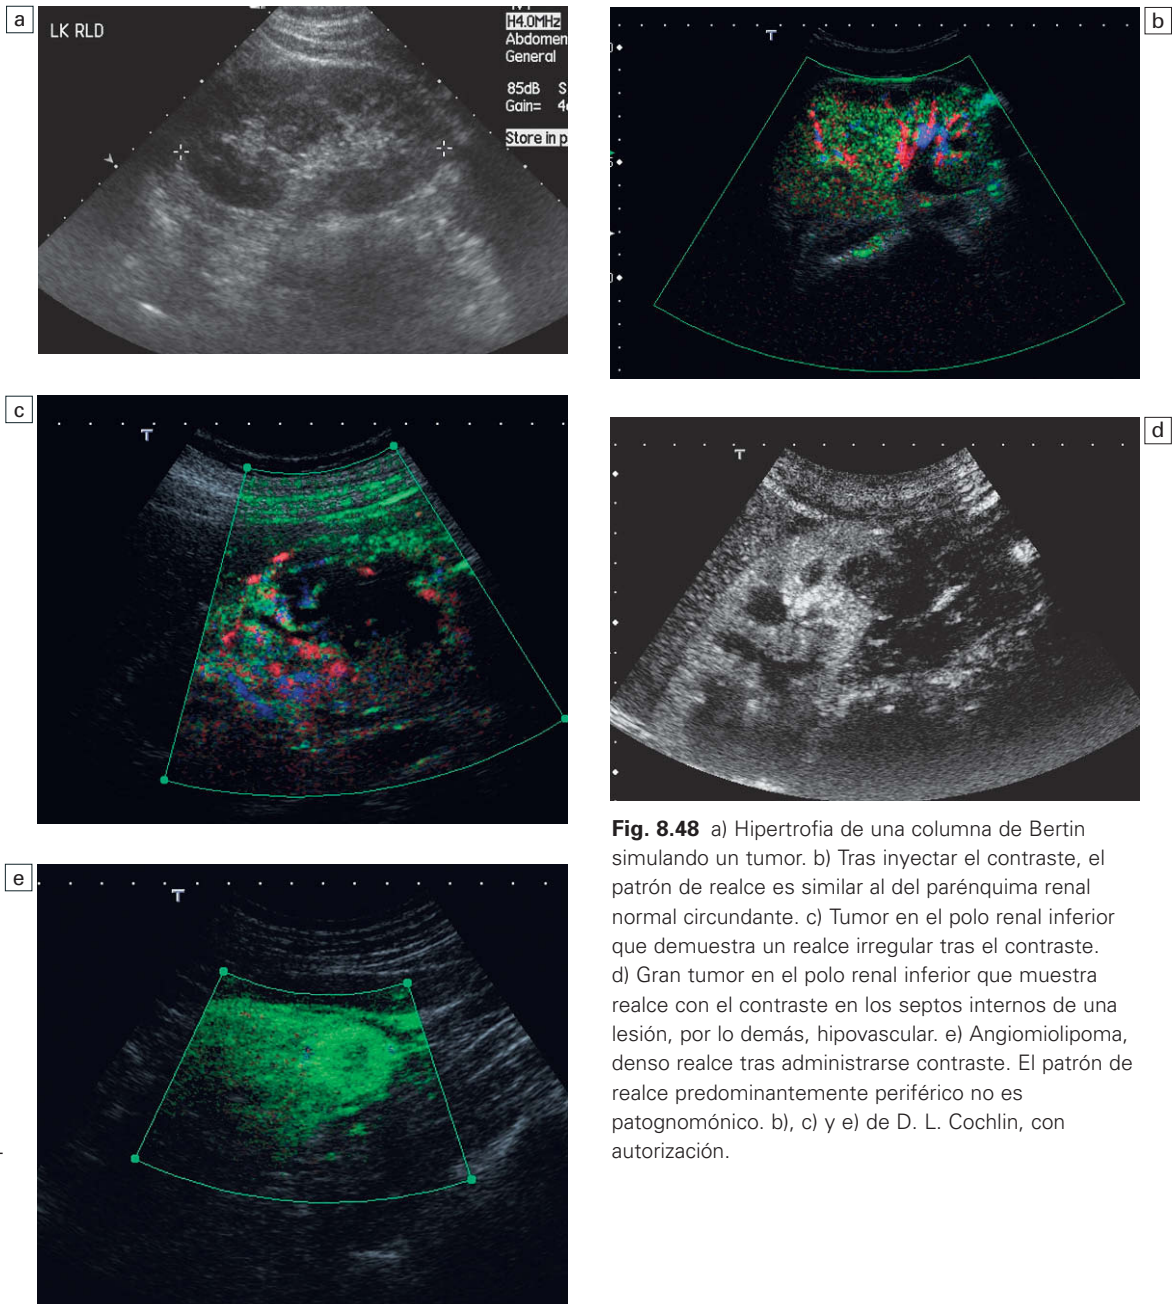 a
LK RLD
H4.0MHz
Abdomen
General
85dB S
Gain= 4
Store in p
b
T
c
T
d
T
e
T
Fig. 8.48 a) Hipertrofia de una columna de Bertin
simulando un tumor. b) Tras inyectar el contraste, el
patrón de realce es similar al del parénquima renal
normal circundante. c) Tumor en el polo renal inferior
que demuestra un realce irregular tras el contraste.
d) Gran tumor en el polo renal inferior que muestra
realce con el contraste en los septos internos de una
lesión, por lo demás, hipovascular. e) Angiomiolipoma,
denso realce tras administrarse contraste. El patrón de
realce predominantemente periférico no es
patognomónico. b), c) y e) de D. L. Cochlin, con
autorización.